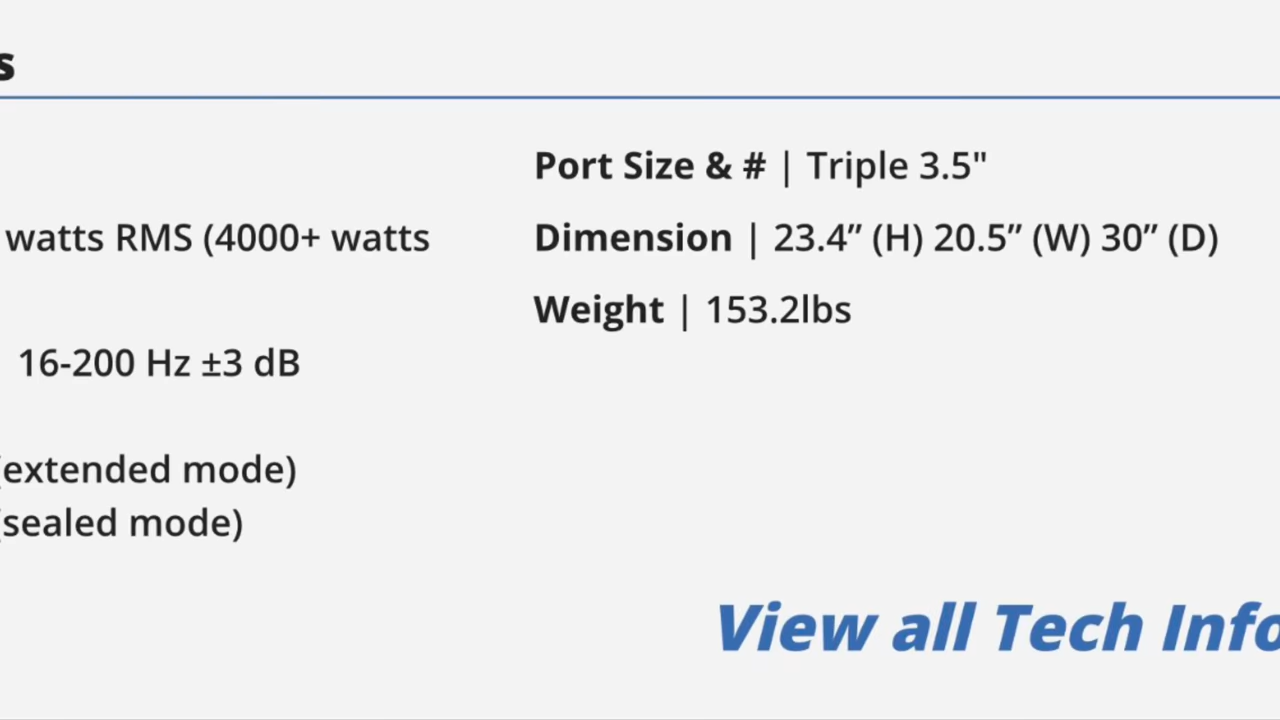 s
watts RMS (4000+ watts
16-200 Hz ±3 dB
(extended mode)
(sealed mode)
Port Size & # | Triple 3.5"
Dimension | 23.4” (H) 20.5” (W) 30” (D)
Weight | 153.2lbs
View all Tech Info